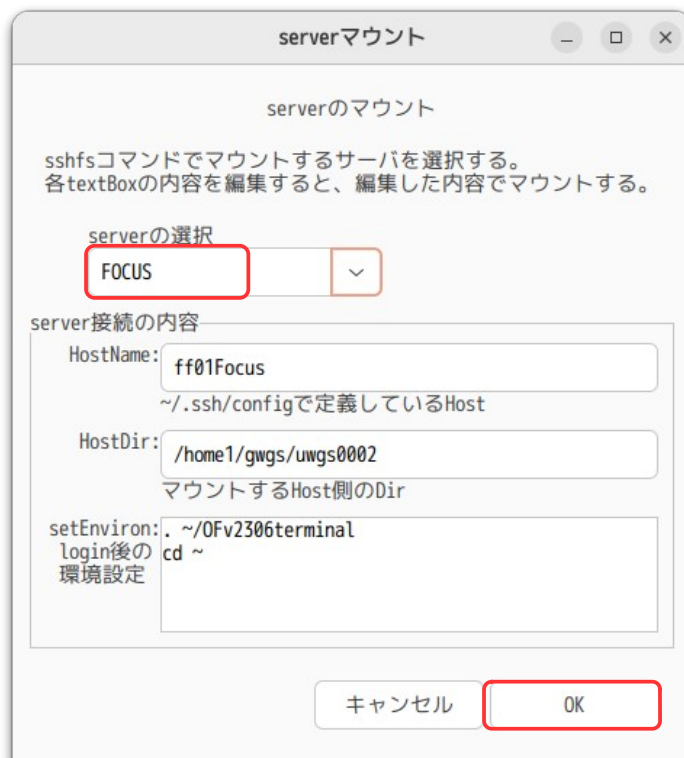 serverマウント
serverのマウント
sshfsコマンドでマウントするサーバを選択する。
各textBoxの内容を編集すると、編集した内容でマウントする。
serverの選択
FOCUS
server接続の内容
HostName:
ff01Focus
~/.ssh/configで定義しているHost
HostDir:
/home1/gwgs/uwgs0002
マウントするHost側のDir
setEnviron:
login後の
環境設定
. ~/OFv2306terminal
cd ~
キャンセル
OK